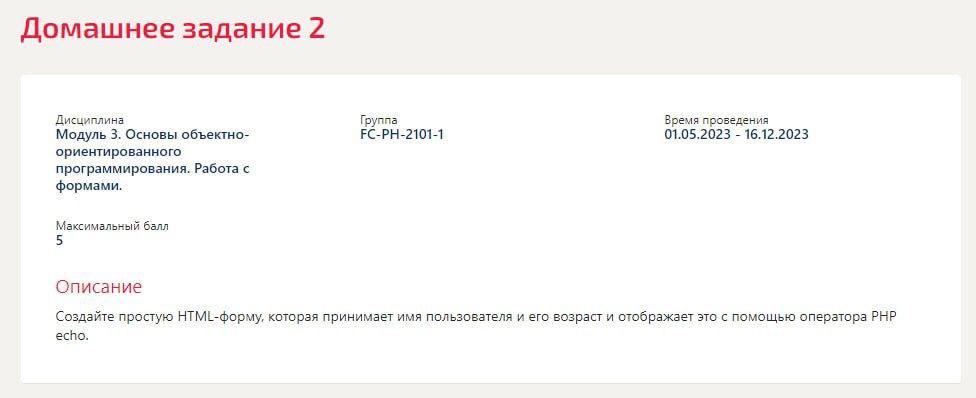 Домашнее задание 2
Дисциплина
Модуль 3. Основы объектно-
ориентированного
программирования. Работа с
формами.
Группа
FC-PH-2101-1
Время проведения
01.05.2023 - 16.12.2023
Максимальный балл
5
Описание
Создайте простую HTML-форму, которая принимает имя пользователя и его возраст и отображает это с помощью оператора PHP
echo.